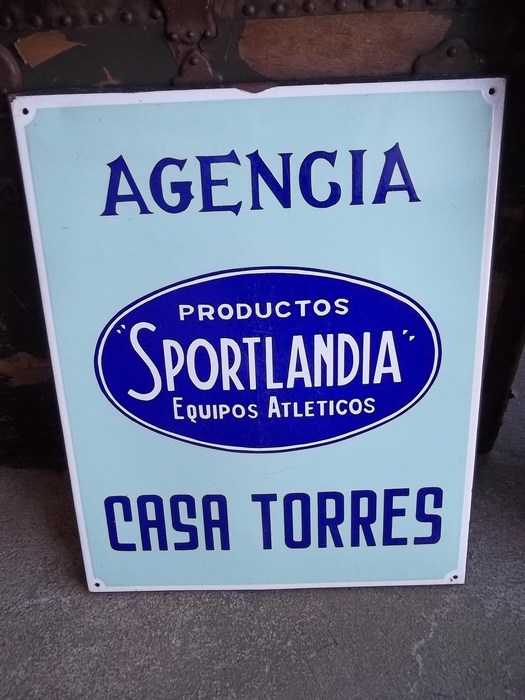 AGENCIA
PRODUCTOS
"SPORTLANDIA"
EQUIPOS ATLETICOS
CASA TORRES